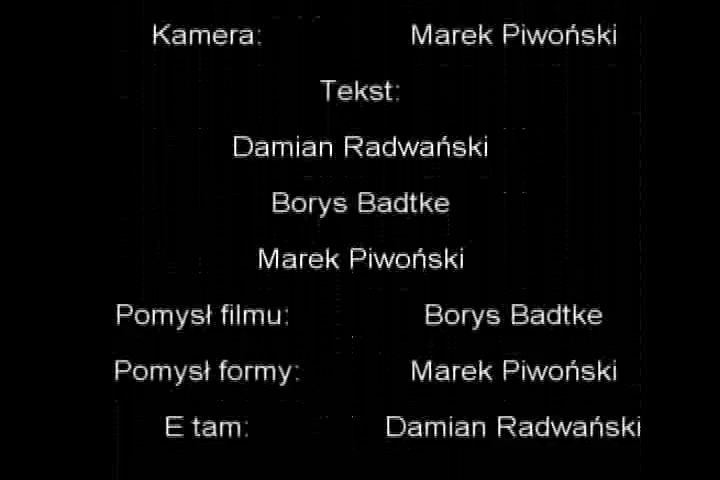 Kamera: Marek Piwoński
Tekst:
Damian Radwański
Borys Badtke
Marek Piwoński
Pomysł filmu: Borys Badtke
Pomysł formy: Marek Piwoński
E tam: Damian Radwański